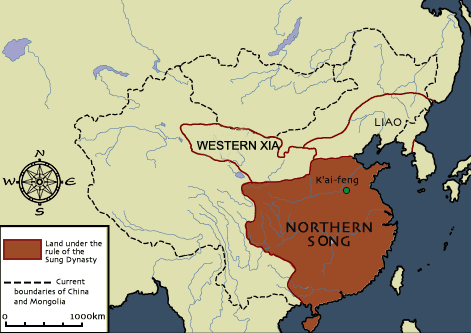 LIAO
WESTERN XIA
K'ai-feng
N
W E
S
NORTHERN
SONG
Land under the
rule of the
Sung Dynasty
Current
boundaries of China
and Mongolia
0 1000km